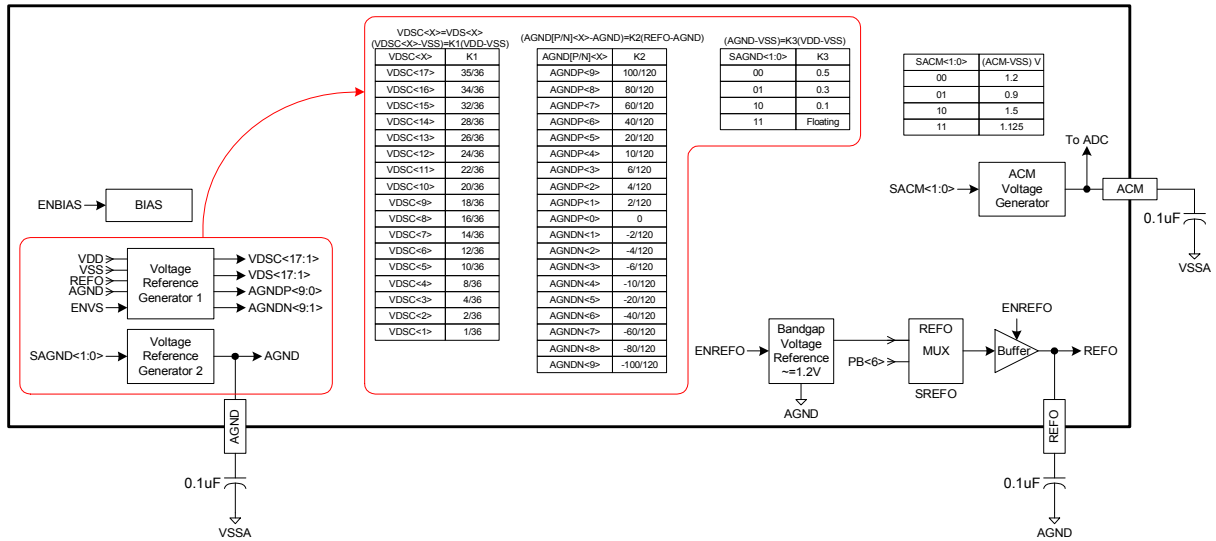 VDSC<X>=VDS<X>
(VDSC<X>-VSS)=K1(VDD-VSS)
VDSC<X> K1
VDSC<17> 35/36
VDSC<16> 34/36
VDSC<15> 32/36
VDSC<14> 28/36
VDSC<13> 26/36
VDSC<12> 24/36
VDSC<11> 22/36
VDSC<10> 20/36
VDSC<9> 18/36
VDSC<8> 16/36
VDSC<7> 14/36
VDSC<6> 12/36
VDSC<5> 10/36
VDSC<4> 8/36
VDSC<3> 4/36
VDSC<2> 2/36
VDSC<1> 1/36
(AGND[P/N]<X>-AGND)=K2(REFO-AGND)
AGND[P/N]<X> K2
AGNDP<9> 100/120
AGNDP<8> 80/120
AGNDP<7> 60/120
AGNDP<6> 40/120
AGNDP<5> 20/120
AGNDP<4> 10/120
AGNDP<3> 6/120
AGNDP<2> 4/120
AGNDP<1> 2/120
AGNDP<0> 0
AGNDN<1> -2/120
AGNDN<2> -4/120
AGNDN<3> -6/120
AGNDN<4> -10/120
AGNDN<5> -20/120
AGNDN<6> -40/120
AGNDN<7> -60/120
AGNDN<8> -80/120
AGNDN<9> -100/120
(AGND-VSS)=K3(VDD-VSS)
SAGND<1:0> K3
00 0.5
01 0.3
10 0.1
11 Floating
SACM<1:0> (ACM-VSS) V
00 1.2
01 0.9
10 1.5
11 1.125
To ADC
SACM<1:0>
ACM
Voltage
Generator
ACM
0.1uF
VSSA
ENBIAS
BIAS
VDD
VSS
REFO
AGND
ENVS
Voltage
Reference
Generator 1
VDSC<17:1>
VDS<17:1>
AGNDP<9:0>
AGNDN<9:1>
SAGND<1:0>
Voltage
Reference
Generator 2
AGND
AGND
0.1uF
VSSA
ENREFO
Bandgap
Voltage
Reference
~=1.2V
AGND
PB<6>
REFO
MUX
SREFO
ENREFO
Buffer
REFO
REFO
0.1uF
AGND